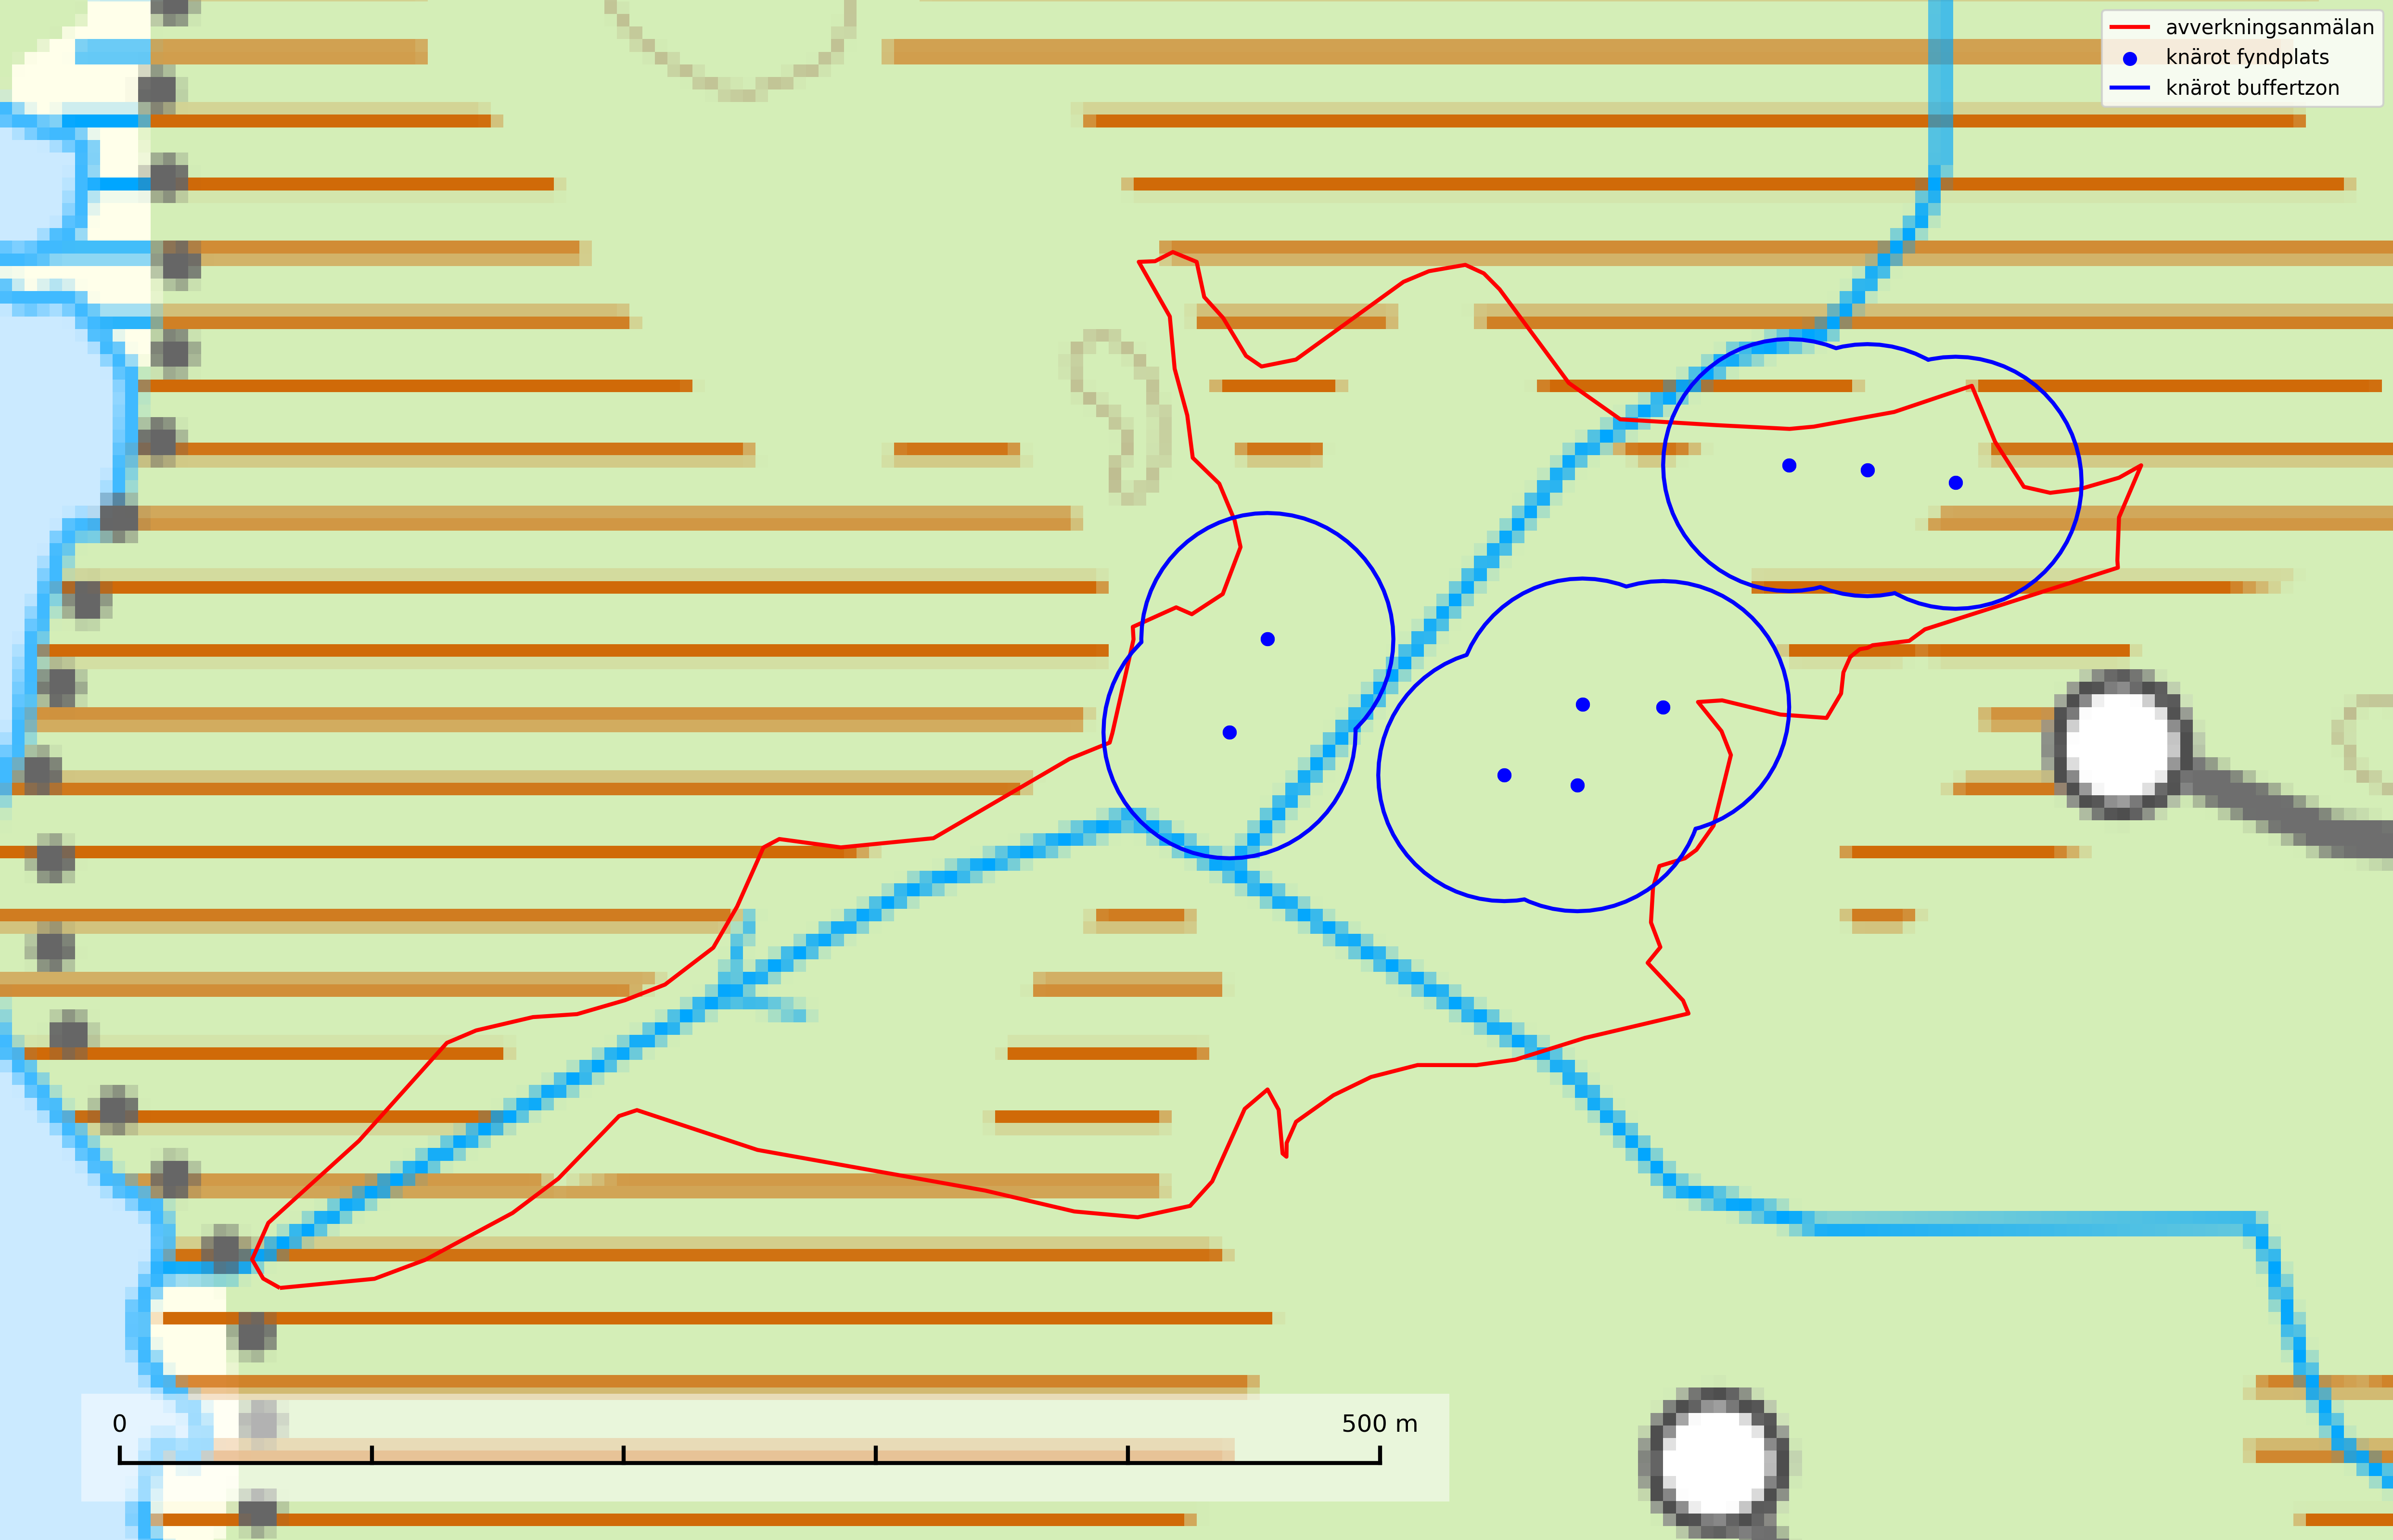 avverkningsanmälan
knärot fyndplats
knärot buffertzon
0 500 m